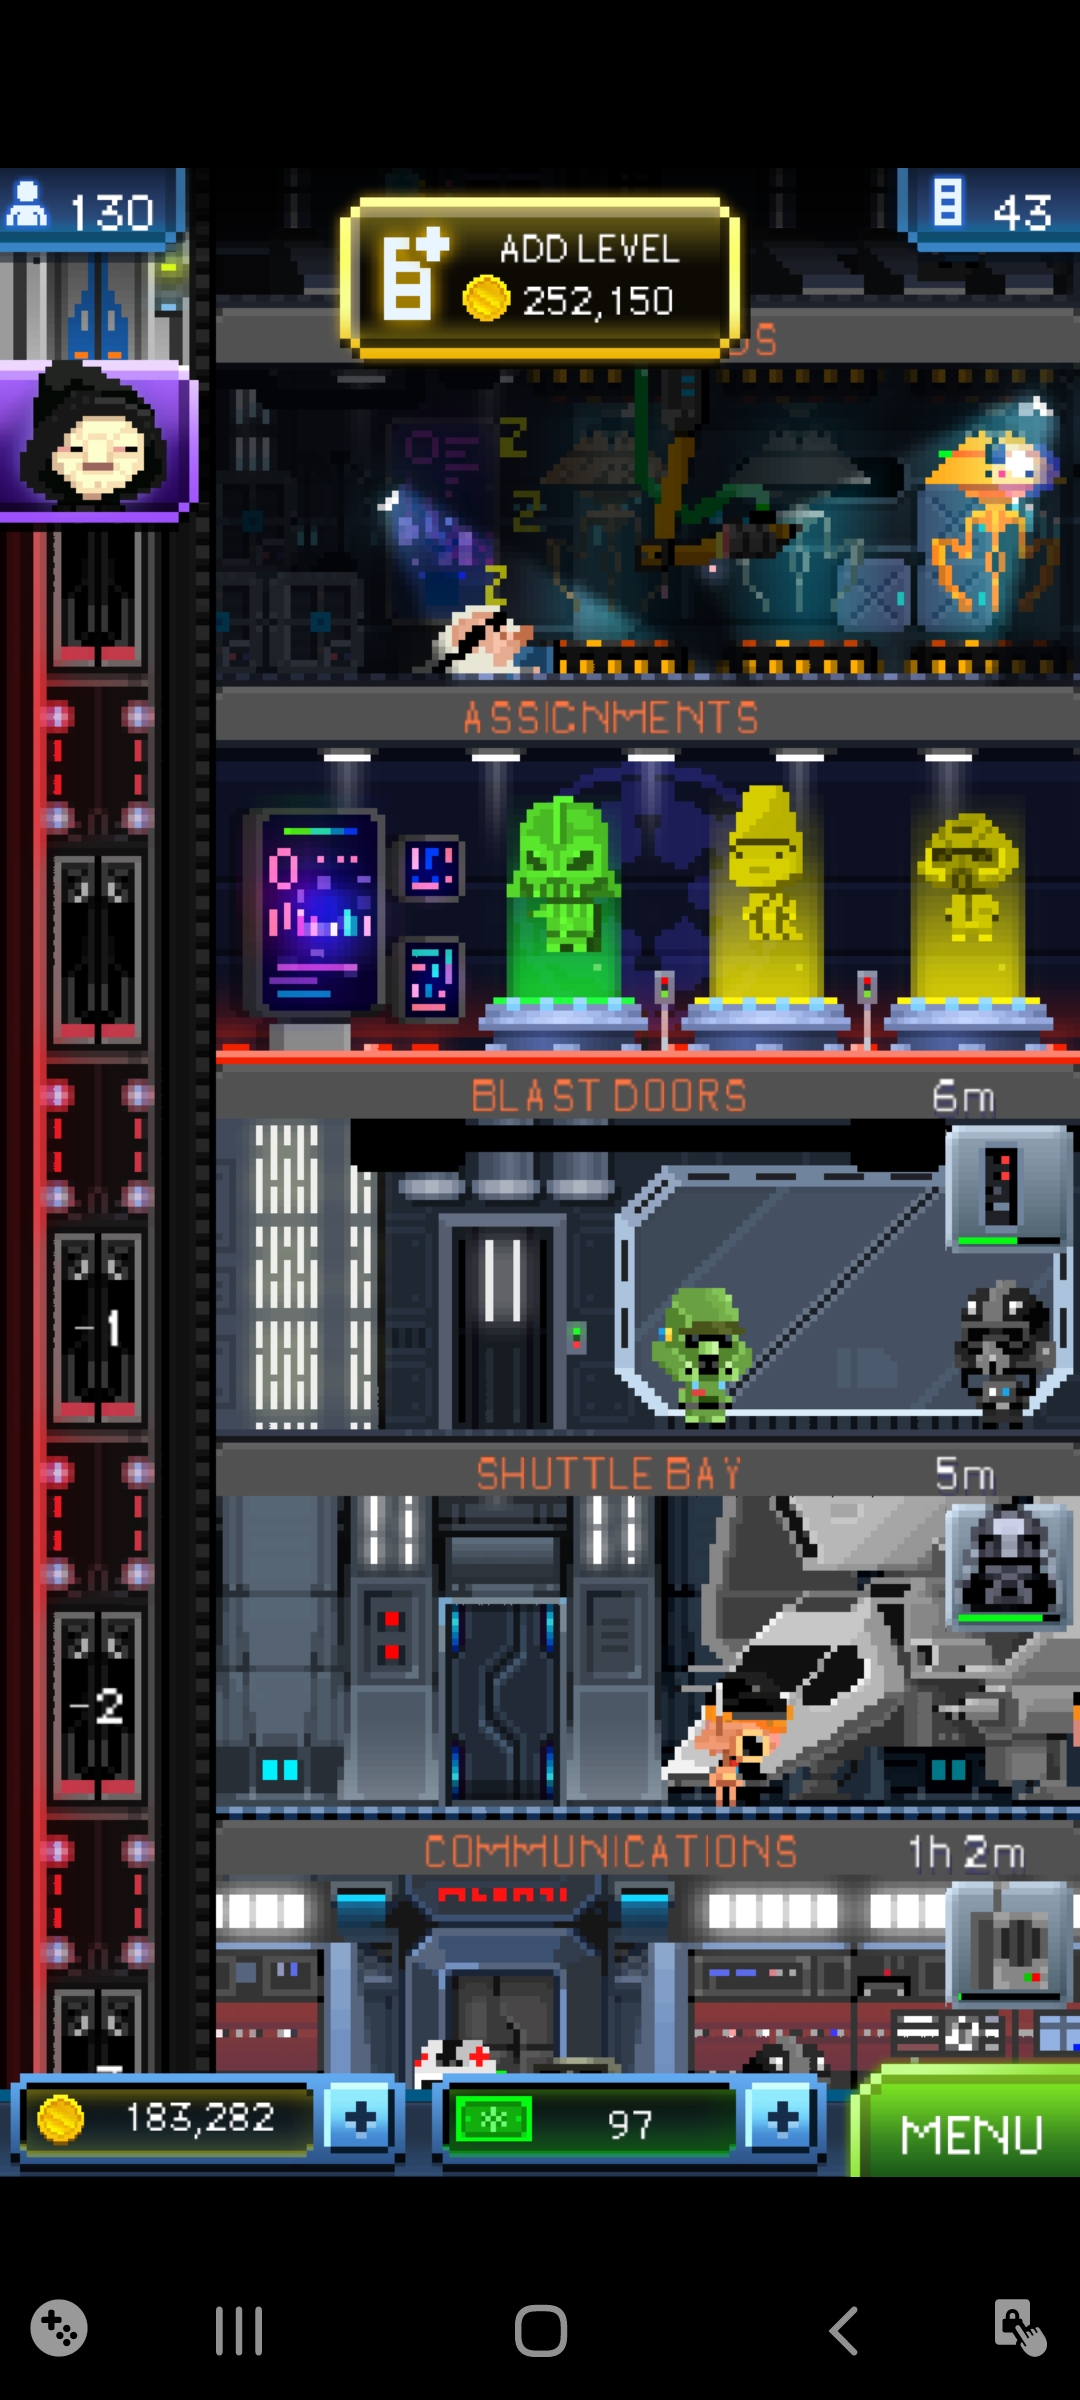 130
43
ADD LEVEL
252,150
Z
Z
Z
ASSIGNMENTS
BLAST DOORS 6m
-1
SHUTTLE BAY 5m
-2
COMMUNICATIONS 1h 2m
183,282
97
MENU